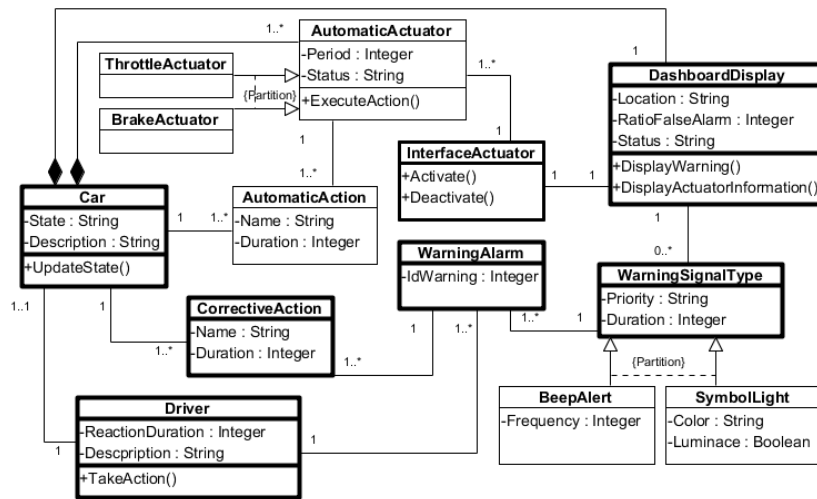 AutomaticActuator
-Period : Integer
-Status : String
+ExecuteAction()
1..*
1..*
1
1..*
1
1..*
ThrottleActuator
{Partition}
BrakeActuator
DashboardDisplay
-Location : String
-RatioFalseAlarm : Integer
-Status : String
+DisplayWarning()
+DisplayActuatorInformation()
1
InterfaceActuator
+Activate()
+Deactivate()
1
1
1
0..*
Car
-State : String
-Description : String
+UpdateState()
1
1..*
AutomaticAction
-Name : String
-Duration : Integer
WarningAlarm
-IdWarning : Integer
WarningSignalType
-Priority : String
-Duration : Integer
1..*
1
1..1
1
1..*
CorrectiveAction
-Name : String
-Duration : Integer
1..*
1
1..*
{Partition}
BeepAlert
-Frequency : Integer
SymbolLight
-Color : String
-Luminace : Boolean
Driver
-ReactionDuration : Integer
-Descpription : String
+TakeAction()
1
1